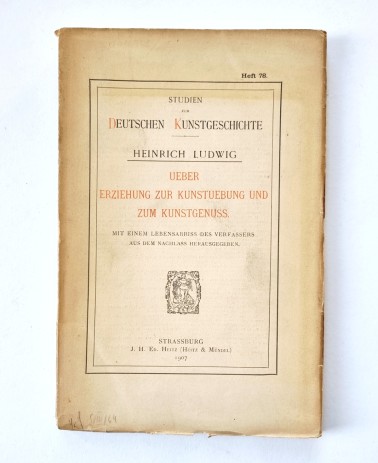 Heft 78.
STUDIEN
ZUR
DEUTSCHEN KUNSTGESCHICHTE
HEINRICH LUDWIG
UEBER
ERZIEHUNG ZUR KUNSTUEBUNG UND
ZUM KUNSTGENUSS.
MIT EINEM LEBENSABRISS DES VERFASSERS
AUS DEM NACHLASS HERAUSGEGEBEN.
STRASSBURG
J. H. ED. HEITZ (HEITZ & MÜNDEL)
1907